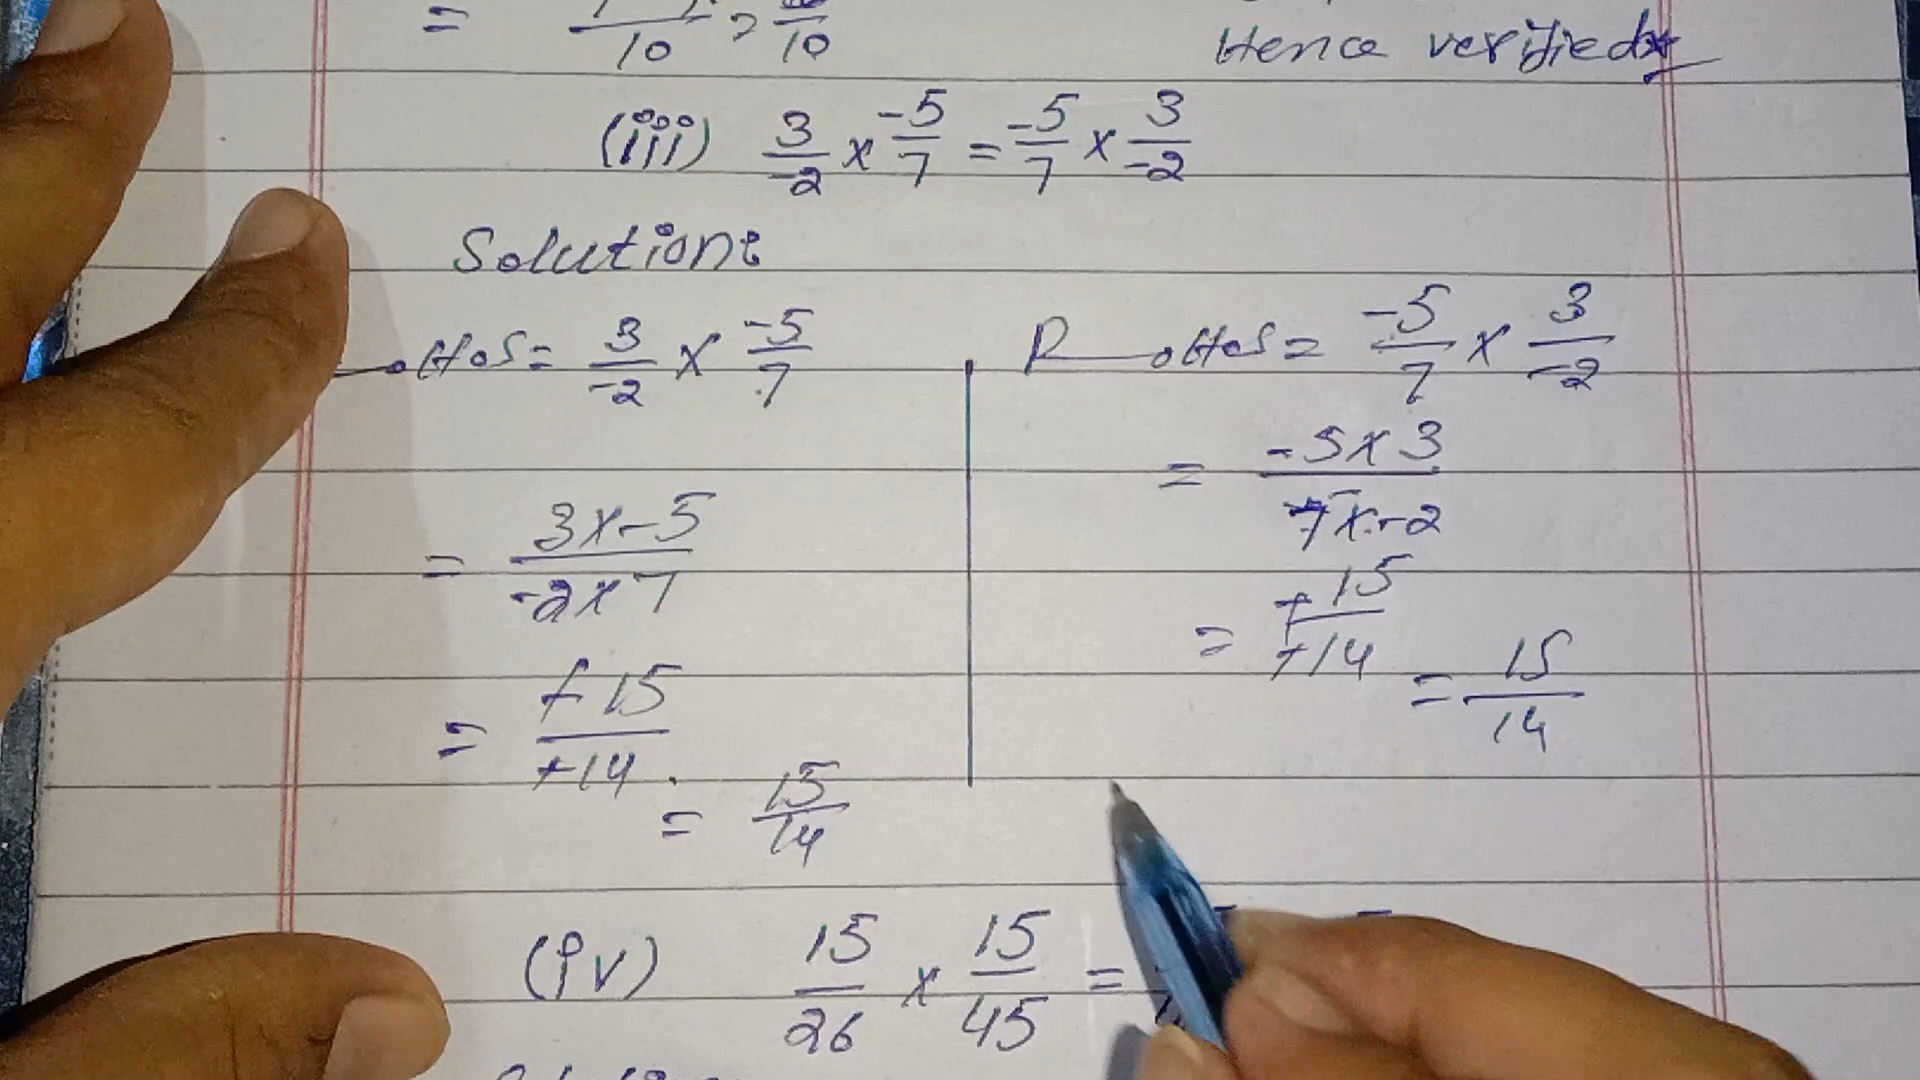 = 10 > 10
Hence verified
(iii) 3/-2 × -5/7 = -5/7 × 3/-2
Solution:
L.H.S = 3/-2 × -5/7
= 3×-5/-2×7
= +15/+14
= 15/14
R.H.S = -5/7 × 3/-2
= -5×3/7×-2
= +15/+14 = 15/14
(iv) 15/26 × 15/45 =